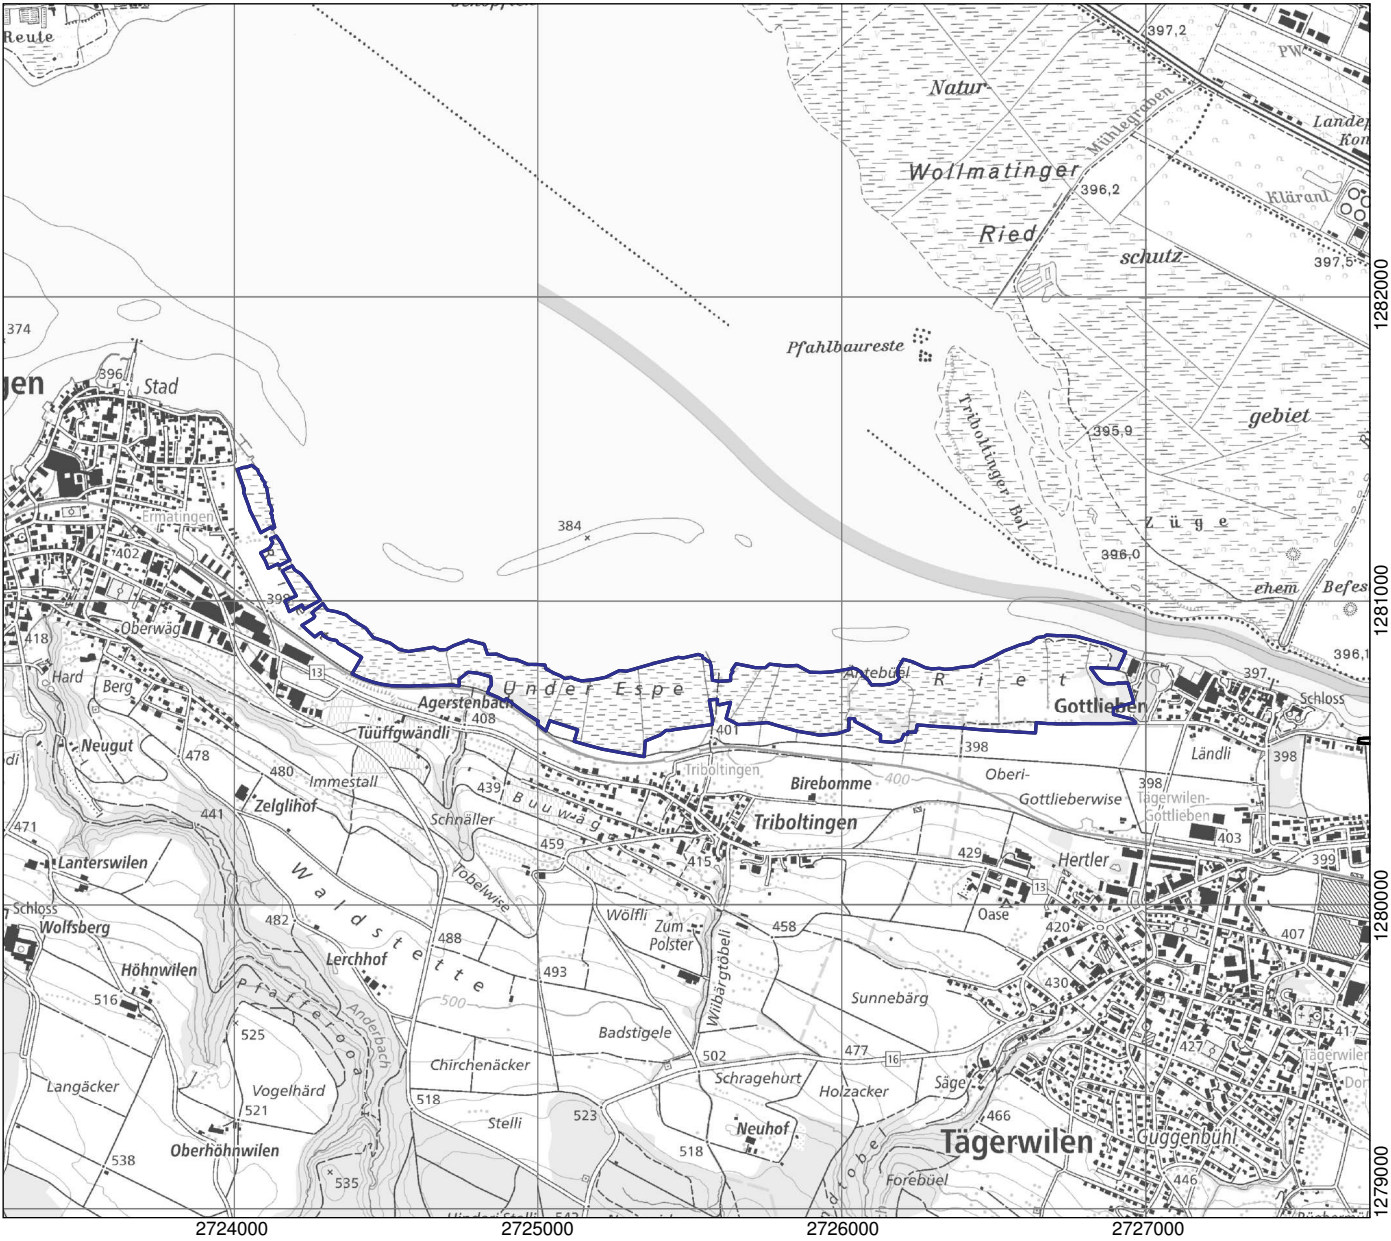 Reute
397,2
PW
Natur-
Mühlegraben
Wollmatinger
396,2
Kläranl.
Ried
schutz-
397,5
1282000
374
Pfahlbaureste
gen
396
Stad
Triboltinger Bol
395,9
gebiet
384
Züge
Ermatingen
402
396,0
ehem
Befes
1281000
398
Oberwäg
418
13
396,1
Hard
Berg
Under Espe
Äntebüel
Riet
397
Schloss
Agerstenbach
408
Gottlieben
Tüüffgwändli
401
Neugut
478
398
Ländli
398
480
Immestall
Triboltingen
Birebomme
400
Oberi-
Gottlieberwise
398
Tägerwilen-
Gottlieben
Zelglihof
439
Buuwäg
441
Schnäller
Triboltingen
403
471
459
415
429
Hertler
399
Lanterswilen
Tobelwise
13
Waldstette
Oase
1280000
Schloss
Wolfsberg
482
Wölfli
Zum
Polster
458
420
407
488
Lerchhof
Höhnwilen
493
Wilbärgtöbeli
430
516
Pfafferooa
500
Sunnebärg
Anderbach
525
Badstigele
417
502
477
16
427
Chirchenäcker
Schragehurt
Holzacker
Säge
Tägerwilen
Dor
Langäcker
Vogelhärd
518
523
466
521
Stelli
Neuhof
Oberhöhnwilen
518
Tägerwilen
Guggenbühl
538
535
Forebüel
446
1279000
2724000
2725000
2726000
2727000